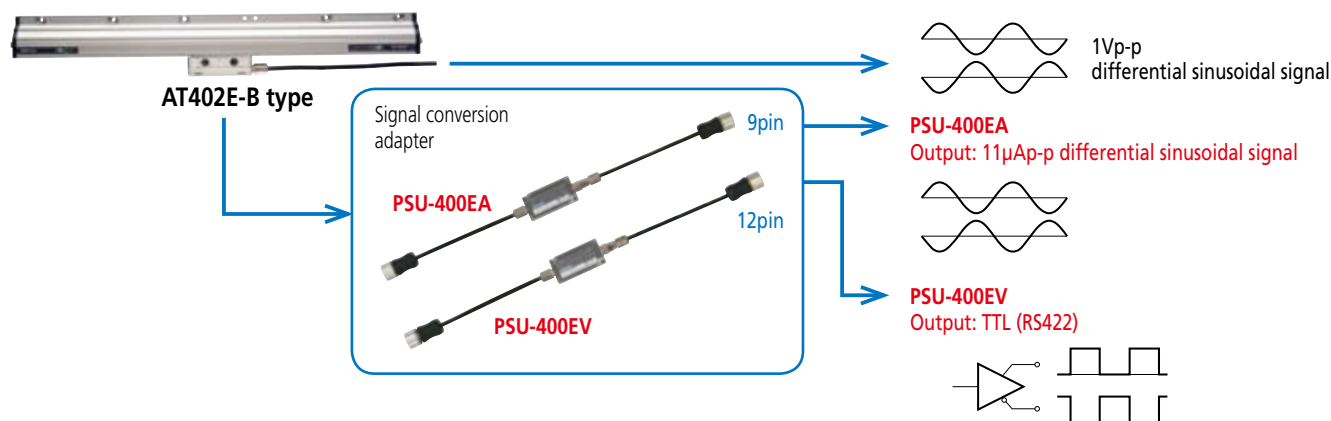 1Vp-p
differential sinusoidal signal
AT402E-B type
Signal conversion
adapter
9pin
PSU-400EA
12pin
PSU-400EV
PSU-400EA
Output: 11µAp-p differential sinusoidal signal
PSU-400EV
Output: TTL (RS422)